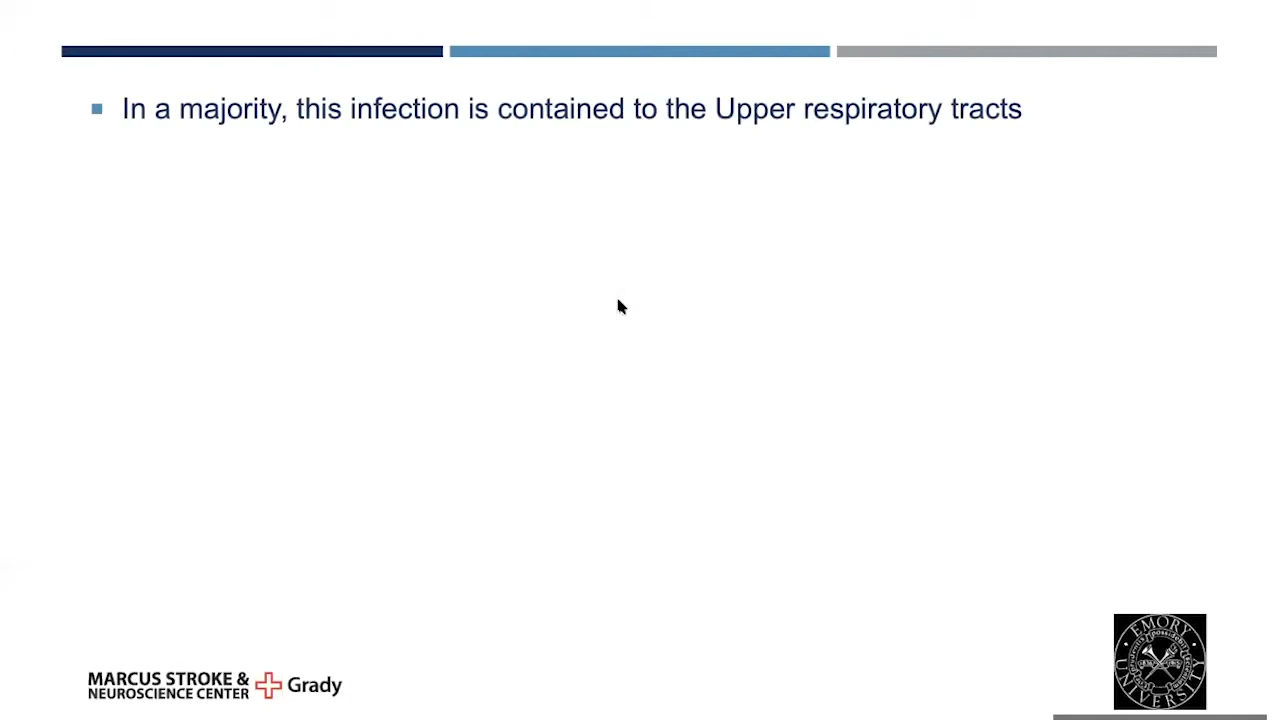 In a majority, this infection is contained to the Upper respiratory tracts
MARCUS STROKE &
NEUROSCIENCE CENTER
Grady
EMORY
UNIVERSITY